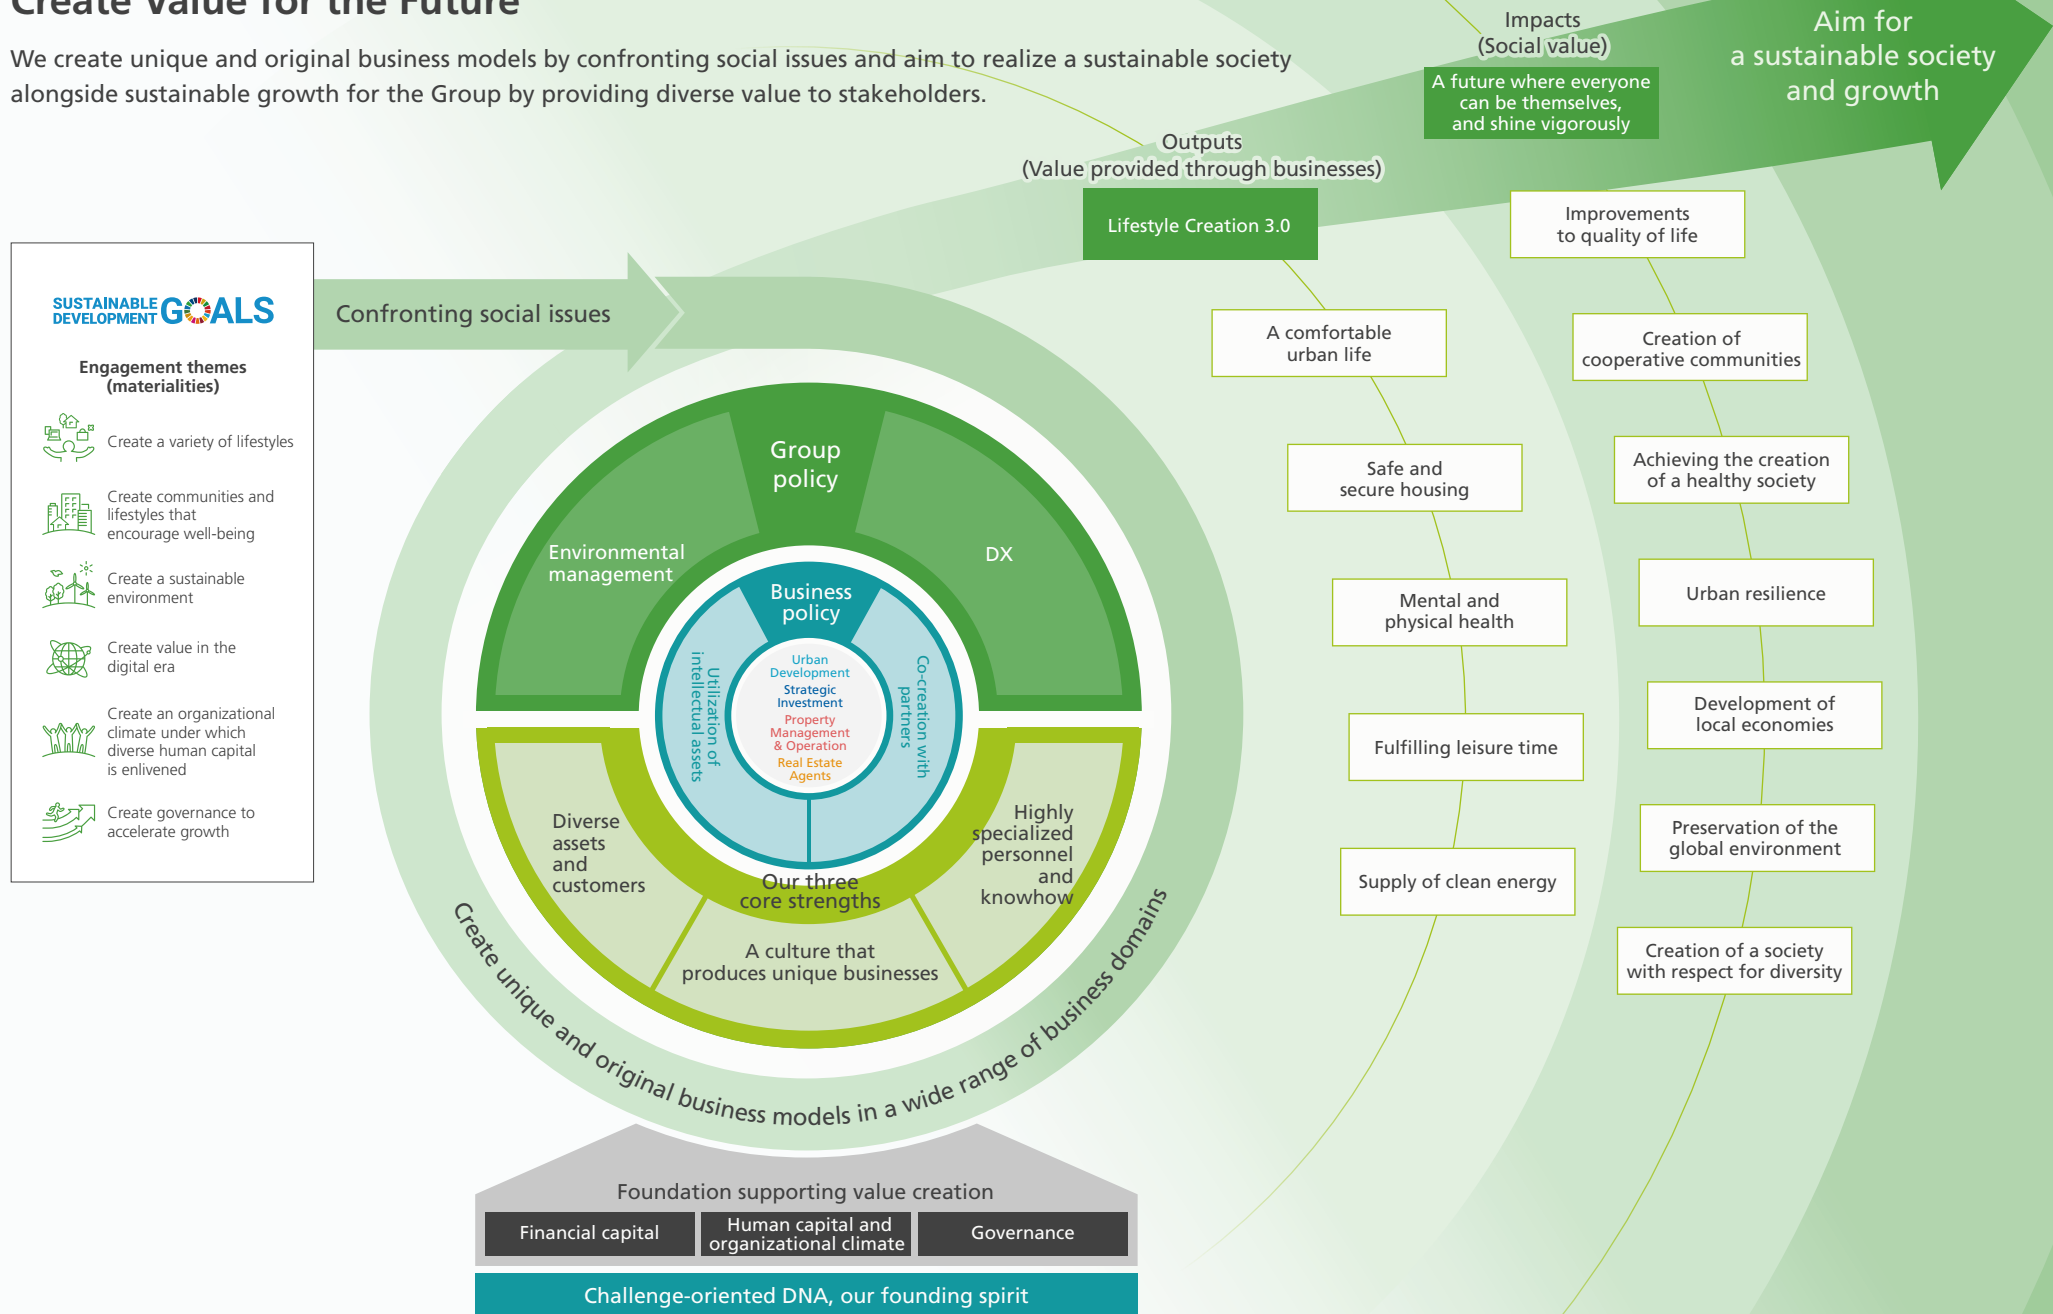 Create Value for the Future
We create unique and original business models by confronting social issues and aim to realize a sustainable society
alongside sustainable growth for the Group by providing diverse value to stakeholders.
Impacts
(Social value)
A future where everyone
can be themselves,
and shine vigorously
Aim for
a sustainable society
and growth
Outputs
(Value provided through businesses)
Lifestyle Creation 3.0
SUSTAINABLE
DEVELOPMENT
GOALS
Engagement themes
(materialities)
Create a variety of lifestyles
Create communities and
lifestyles that
encourage well-being
Create a sustainable
environment
Create value in the
digital era
Create an organizational
climate under which
diverse human capital
is enlivened
Create governance to
accelerate growth
Confronting social issues
Group
policy
Environmental
management
DX
Business
policy
Utilization of
intellectual assets
Co-creation with
partners
Urban
Development
Strategic
Investment
Property
Management
& Operation
Real Estate
Agents
Diverse
assets
and
customers
Our three
core strengths
A culture that
produces unique businesses
Highly
specialized
personnel
and
knowhow
Create unique and original business models in a wide range of business domains
Foundation supporting value creation
Financial capital
Human capital and
organizational climate
Governance
Challenge-oriented DNA, our founding spirit
A comfortable
urban life
Safe and
secure housing
Mental and
physical health
Fulfilling leisure time
Supply of clean energy
Improvements
to quality of life
Creation of
cooperative communities
Achieving the creation
of a healthy society
Urban resilience
Development of
local economies
Preservation of the
global environment
Creation of a society
with respect for diversity